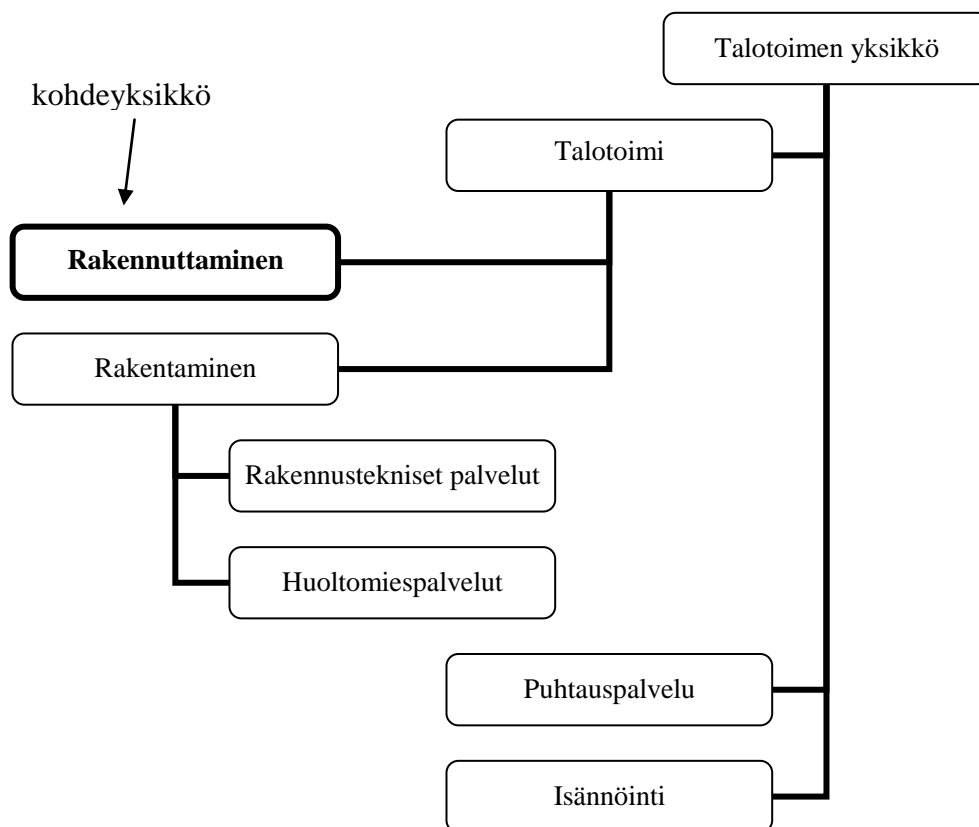 Talotoimen yksikkö
kohdeyksikkö
Talotoimi
Rakennuttaminen
Rakentaminen
Rakennustekniset palvelut
Huoltomiespalvelut
Puhtauspalvelu
Isännöinti